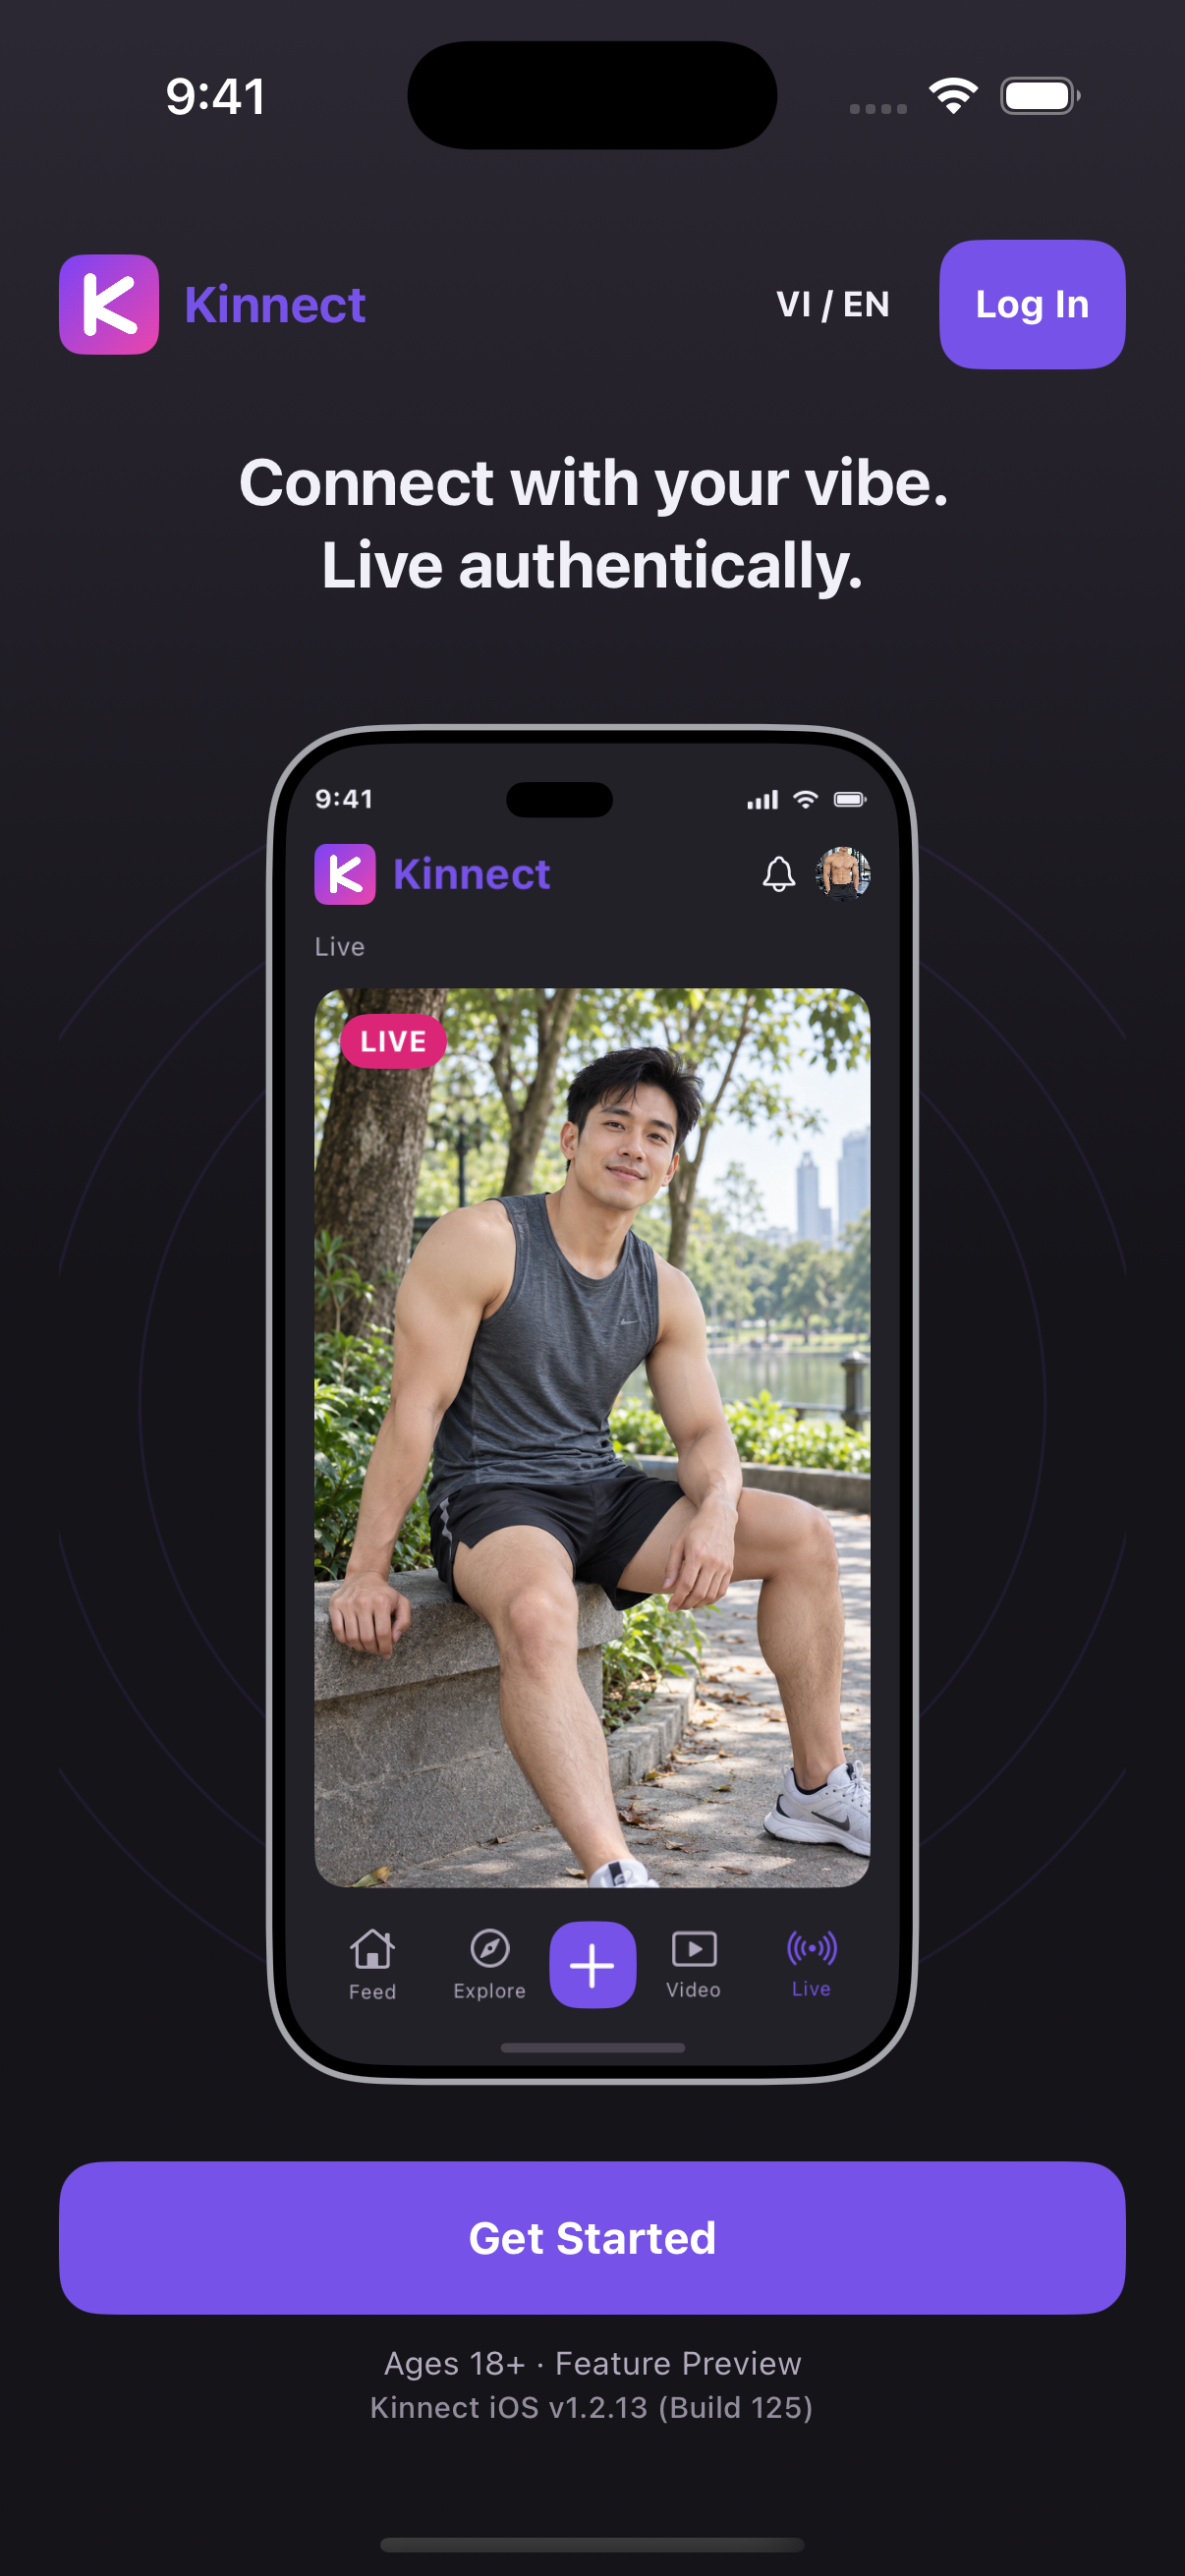 9:41
Kinnect
VI / EN
Log In
Connect with your vibe.
Live authentically.
9:41
Kinnect
Live
LIVE
Feed
Explore
Video
Live
Get Started
Ages 18+ · Feature Preview
Kinnect iOS v1.2.13 (Build 125)